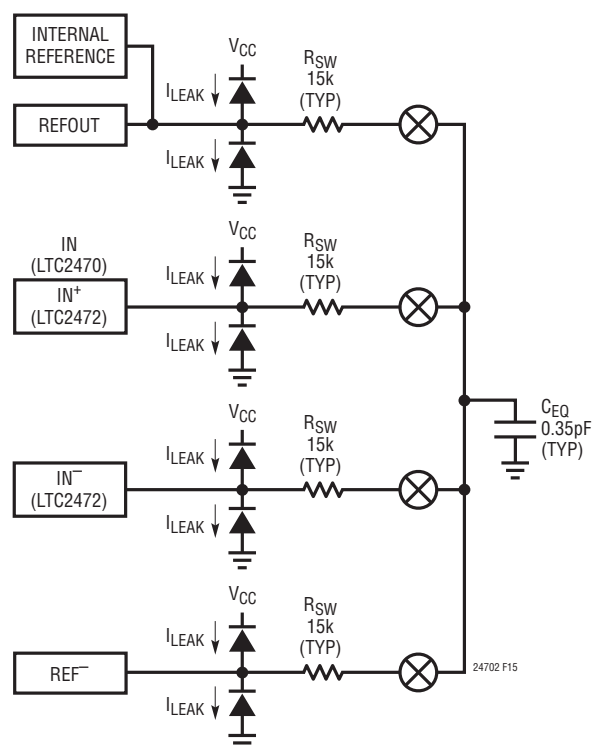 INTERNAL
REFERENCE
REFOUT
VCC
ILEAK
ILEAK
RSW
15k
(TYP)
IN
(LTC2470)
IN+
(LTC2472)
VCC
ILEAK
ILEAK
RSW
15k
(TYP)
CEQ
0.35pF
(TYP)
IN−
(LTC2472)
VCC
ILEAK
ILEAK
RSW
15k
(TYP)
REF−
VCC
ILEAK
ILEAK
RSW
15k
(TYP)
24702 F15